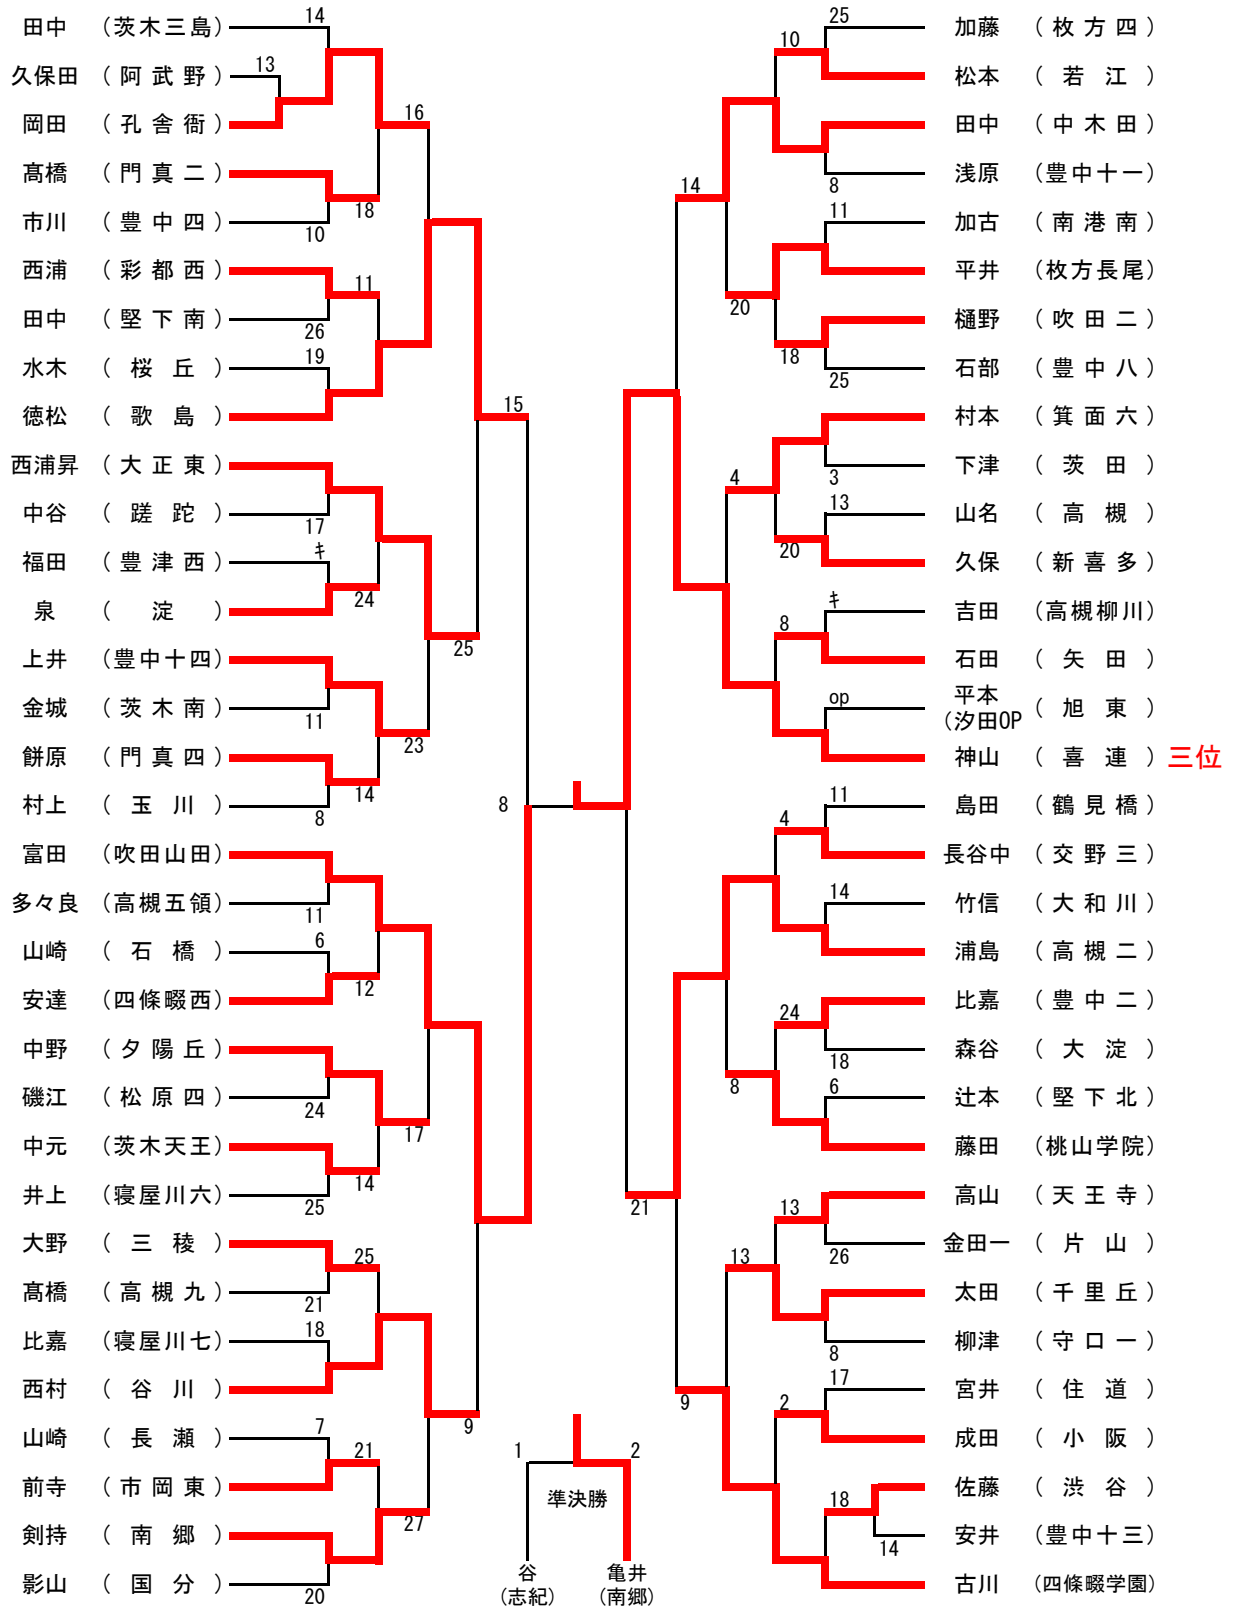 田中 （茨木三島） 14
久保田 （阿武野） 13
岡田 （孔舎衙）
16
髙橋 （門真二）
18
市川 （豊中四） 10
西浦 （彩都西）
11
田中 （堅下南） 26
水木 （桜丘） 19
徳松 （歌島）
15
西浦昇 （大正東）
中谷 （蹉跎） 17
福田 （豊津西） キ
24
泉 （淀）
25
上井 （豊中十四）
金城 （茨木南） 11
23
餅原 （門真四）
14
村上 （玉川） 8
8
富田 （吹田山田）
多々良 （高槻五領） 11
山崎 （石橋） 6
12
安達 （四條畷西）
中野 （夕陽丘）
磯江 （松原四） 24
17
中元 （茨木天王）
14
井上 （寝屋川六） 25
大野 （三稜）
25
髙橋 （高槻九） 21
比嘉 （寝屋川七） 18
西村 （谷川）
9
山崎 （長瀬） 7
21
前寺 （市岡東）
27
剣持 （南郷）
影山 （国分） 20
25 加藤 （枚方四）
10
松本 （若江）
田中 （中木田）
14
8 浅原 （豊中十一）
11 加古 （南港南）
平井 （枚方長尾）
20
樋野 （吹田二）
18
25 石部 （豊中八）
村本 （箕面六）
3 下津 （茨田）
4
13 山名 （高槻）
20
久保 （新喜多）
キ 吉田 （高槻柳川）
8
石田 （矢田）
op 平本 （旭東）
（汐田OP
神山 （喜連） 三位
11 島田 （鶴見橋）
4
長谷中 （交野三）
14 竹信 （大和川）
浦島 （高槻二）
比嘉 （豊中二）
24
18 森谷 （大淀）
8
6 辻本 （堅下北）
藤田 （桃山学院）
21
高山 （天王寺）
13
26 金田一 （片山）
13
太田 （千里丘）
8 柳津 （守口一）
9
17 宮井 （住道）
2
成田 （小阪）
佐藤 （渋谷）
18
14 安井 （豊中十三）
古川 （四條畷学園）
1 2
準決勝
谷 亀井
（志紀） （南郷）